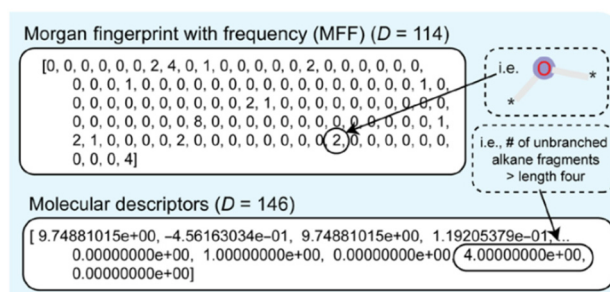 Morgan fingerprint with frequency (MFF) (D = 114)
[0, 0, 0, 0, 0, 0, 2, 4, 0, 1, 0, 0, 0, 0, 0, 2, 0, 0, 0, 0, 0, 0,
0, 0, 0, 1, 0, 0, 0, 0, 0, 0, 0, 0, 0, 0, 0, 0, 0, 0, 0, 1, 0,
0, 0, 0, 0, 0, 0, 0, 0, 0, 2, 1, 0, 0, 0, 0, 0, 0, 0, 0, 0, 0,
0, 0, 0, 0, 0, 0, 0, 8, 0, 0, 0, 0, 0, 0, 0, 0, 0, 0, 0, 0, 1,
2, 1, 0, 0, 0, 0, 2, 0, 0, 0, 0, 0, 0, 0, 0, 2, 0, 0, 0, 0, 0, 0,
0, 0, 0, 4]
i.e.
O
*
*
i.e., # of unbranched
alkane fragments
> length four
Molecular descriptors (D = 146)
[ 9.74881015e+00, −4.56163034e−01, 9.74881015e+00, 1.19205379e−01, ...
0.00000000e+00, 1.00000000e+00, 0.00000000e+00, 4.00000000e+00,
0.00000000e+00]